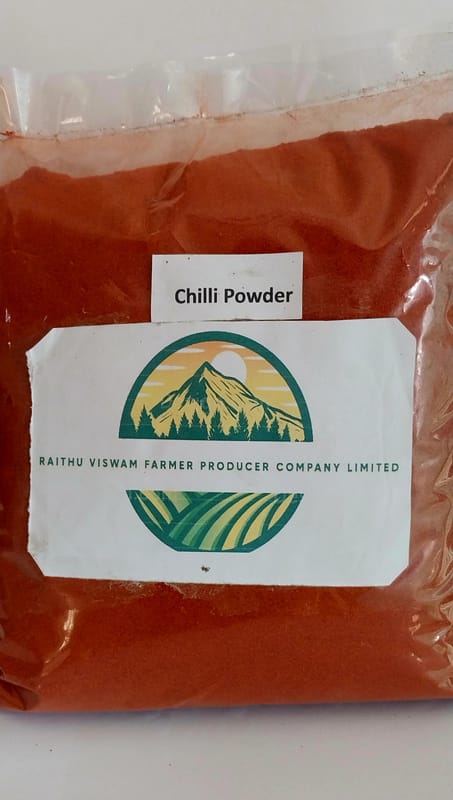 Chilli Powder
RAITHU VISWAM FARMER PRODUCER COMPANY LIMITED